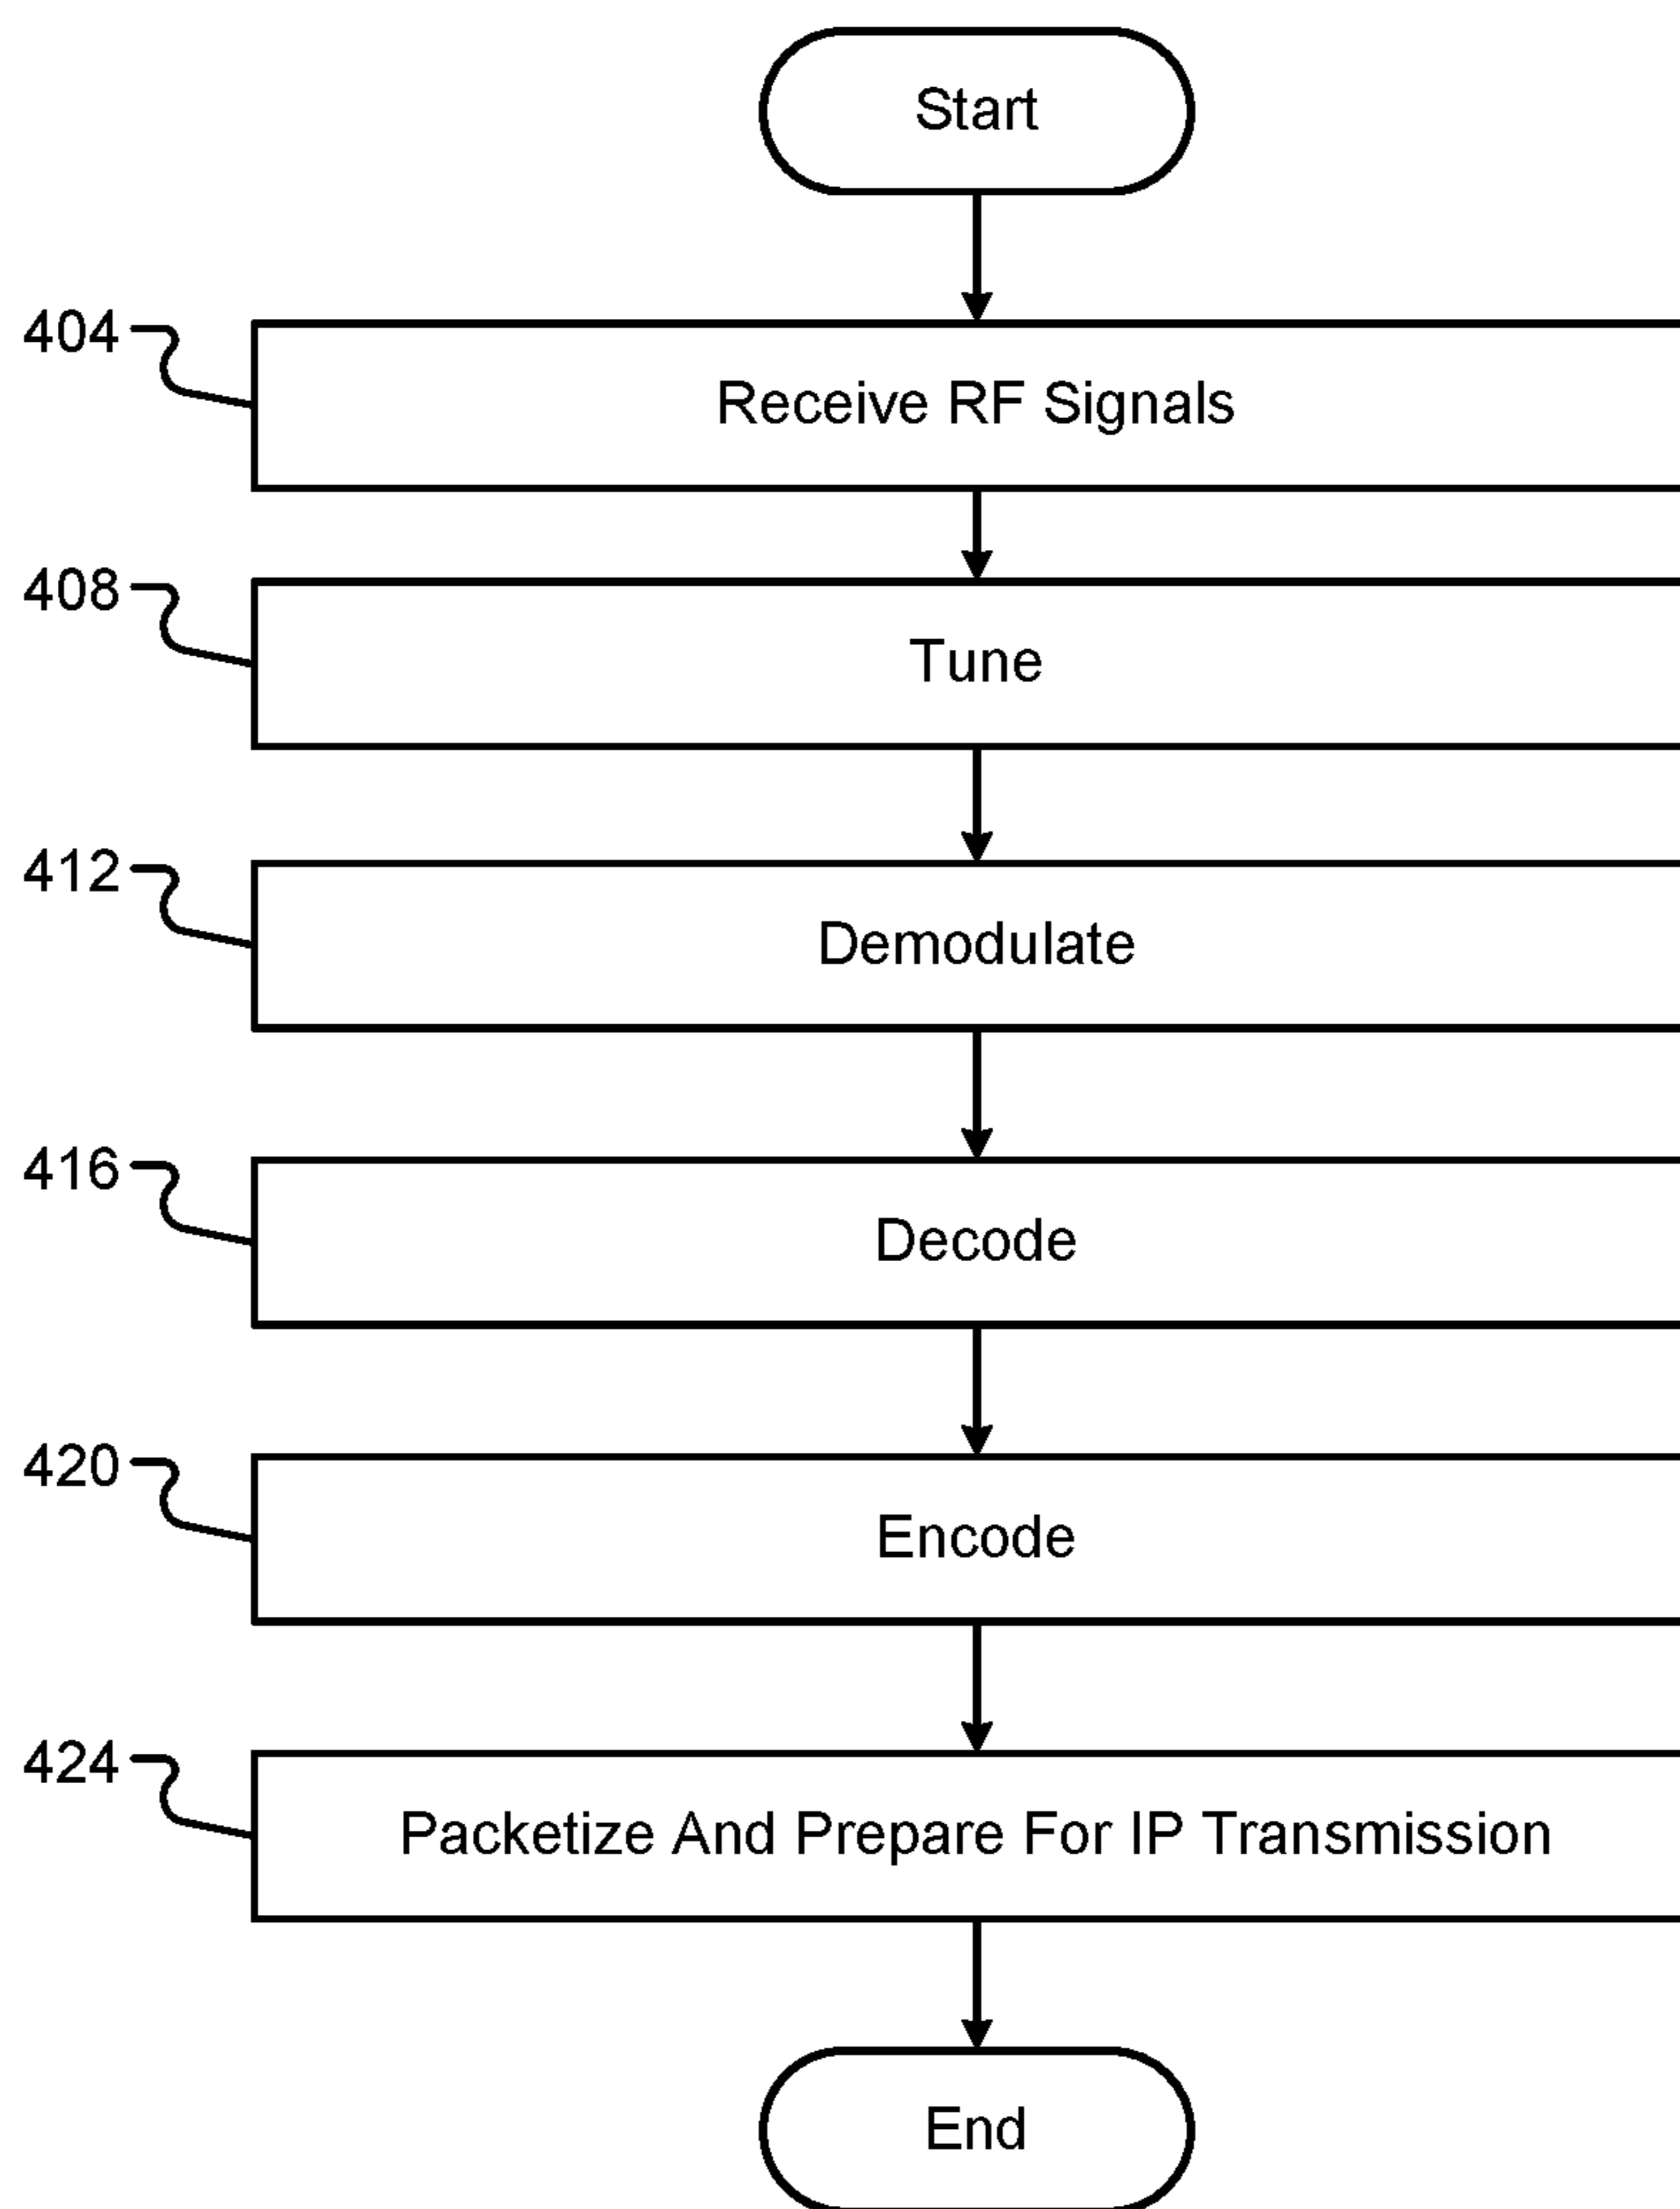 Start
404
Receive RF Signals
408
Tune
412
Demodulate
416
Decode
420
Encode
424
Packetize And Prepare For IP Transmission
End